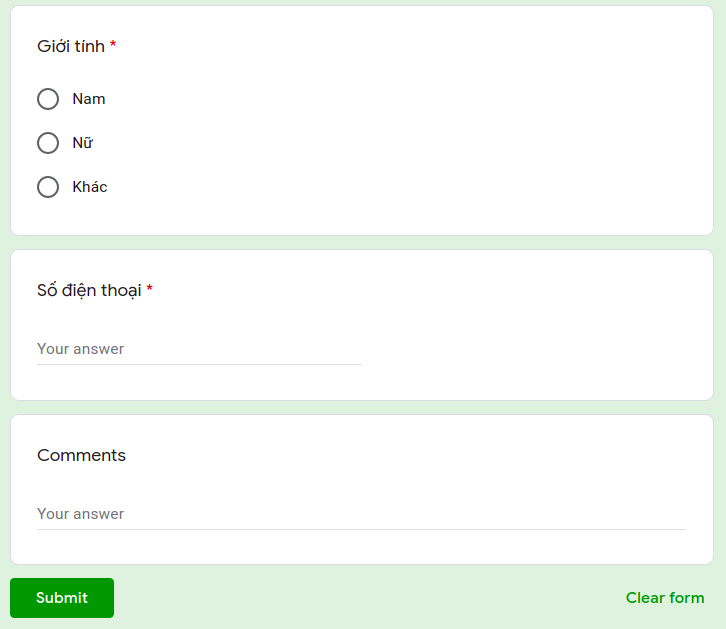 Giới tính *
Nam
Nữ
Khác
Số điện thoại *
Your answer
Comments
Your answer
Submit
Clear form